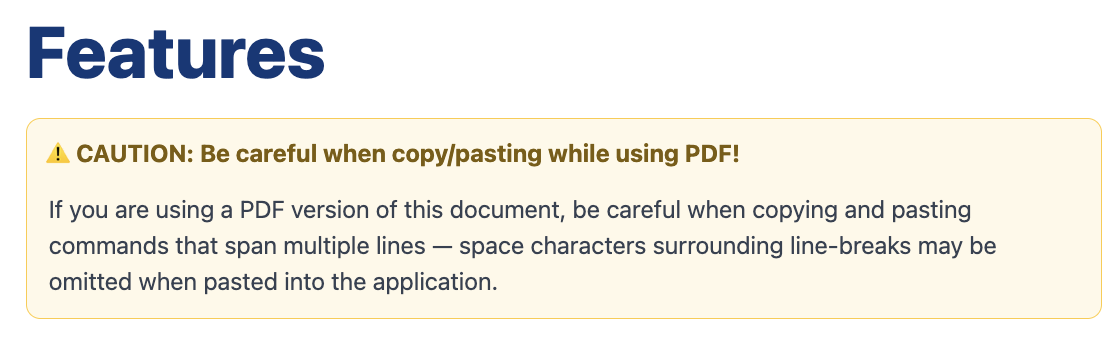 Features
⚠️ CAUTION: Be careful when copy/pasting while using PDF!
If you are using a PDF version of this document, be careful when copying and pasting
commands that span multiple lines — space characters surrounding line-breaks may be
omitted when pasted into the application.